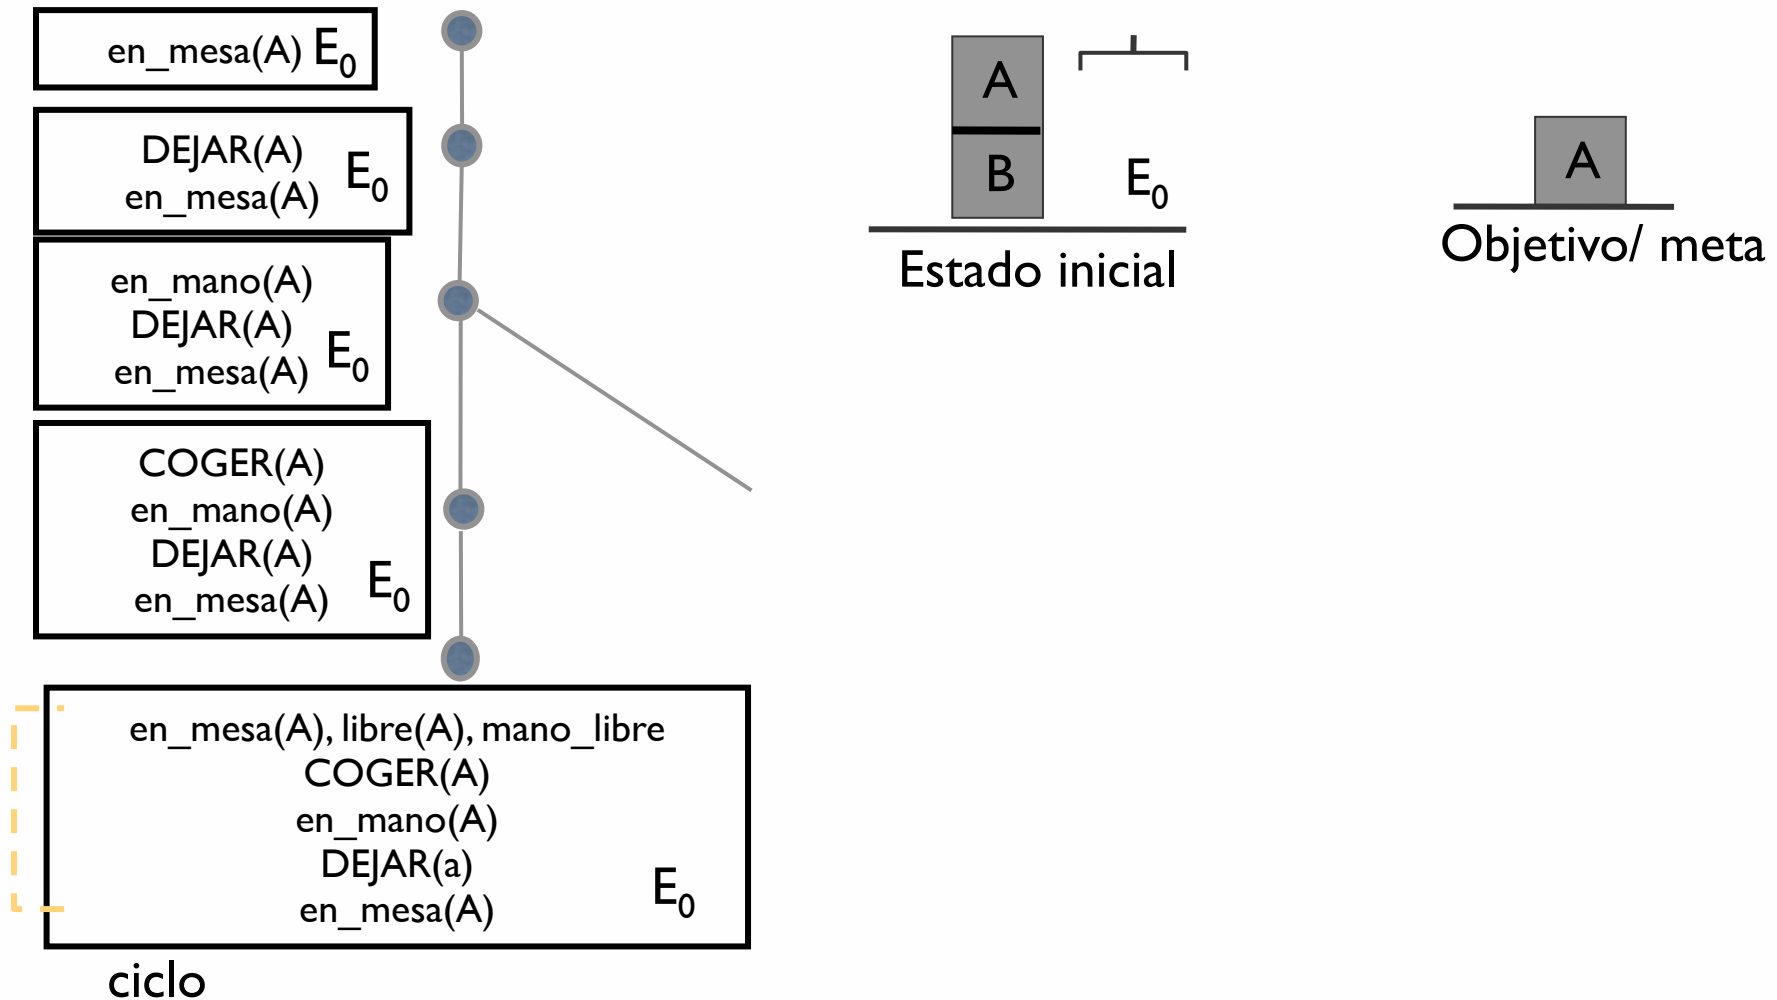 en_mesa(A) E₀
DEJAR(A)
en_mesa(A)
E₀
en_mano(A)
DEJAR(A)
en_mesa(A)
E₀
COGER(A)
en_mano(A)
DEJAR(A)
en_mesa(A)
E₀
en_mesa(A), libre(A), mano_libre
COGER(A)
en_mano(A)
DEJAR(a)
en_mesa(A)
E₀
ciclo
A
B
E₀
Estado inicial
A
Objetivo/ meta